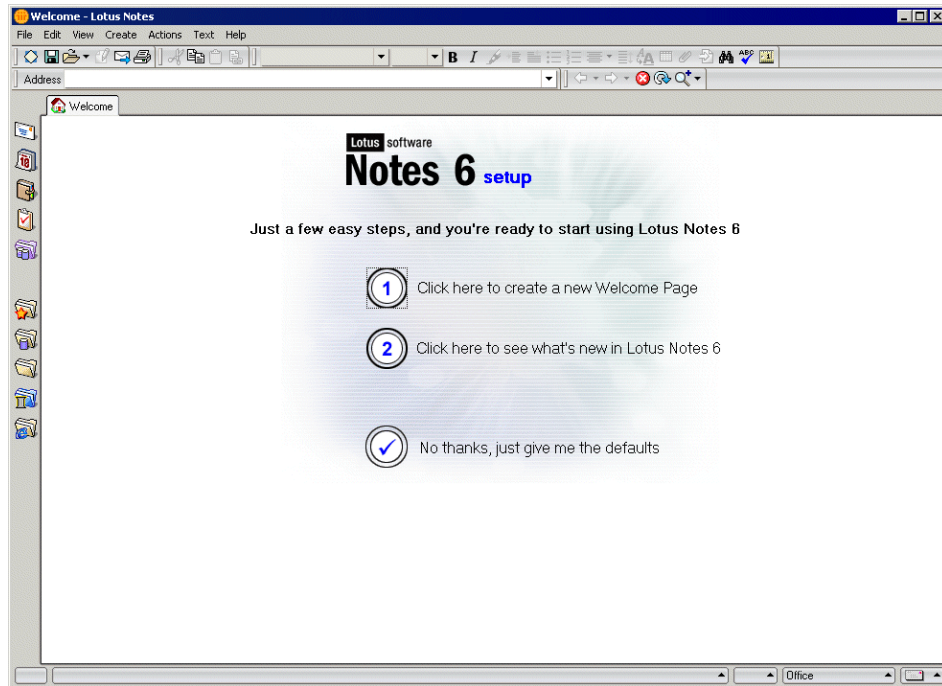 Welcome - Lotus Notes
File Edit View Create Actions Text Help
B I
Address
Welcome
Lotus software
Notes 6 setup
Just a few easy steps, and you're ready to start using Lotus Notes 6
1 Click here to create a new Welcome Page
2 Click here to see what's new in Lotus Notes 6
No thanks, just give me the defaults
Office